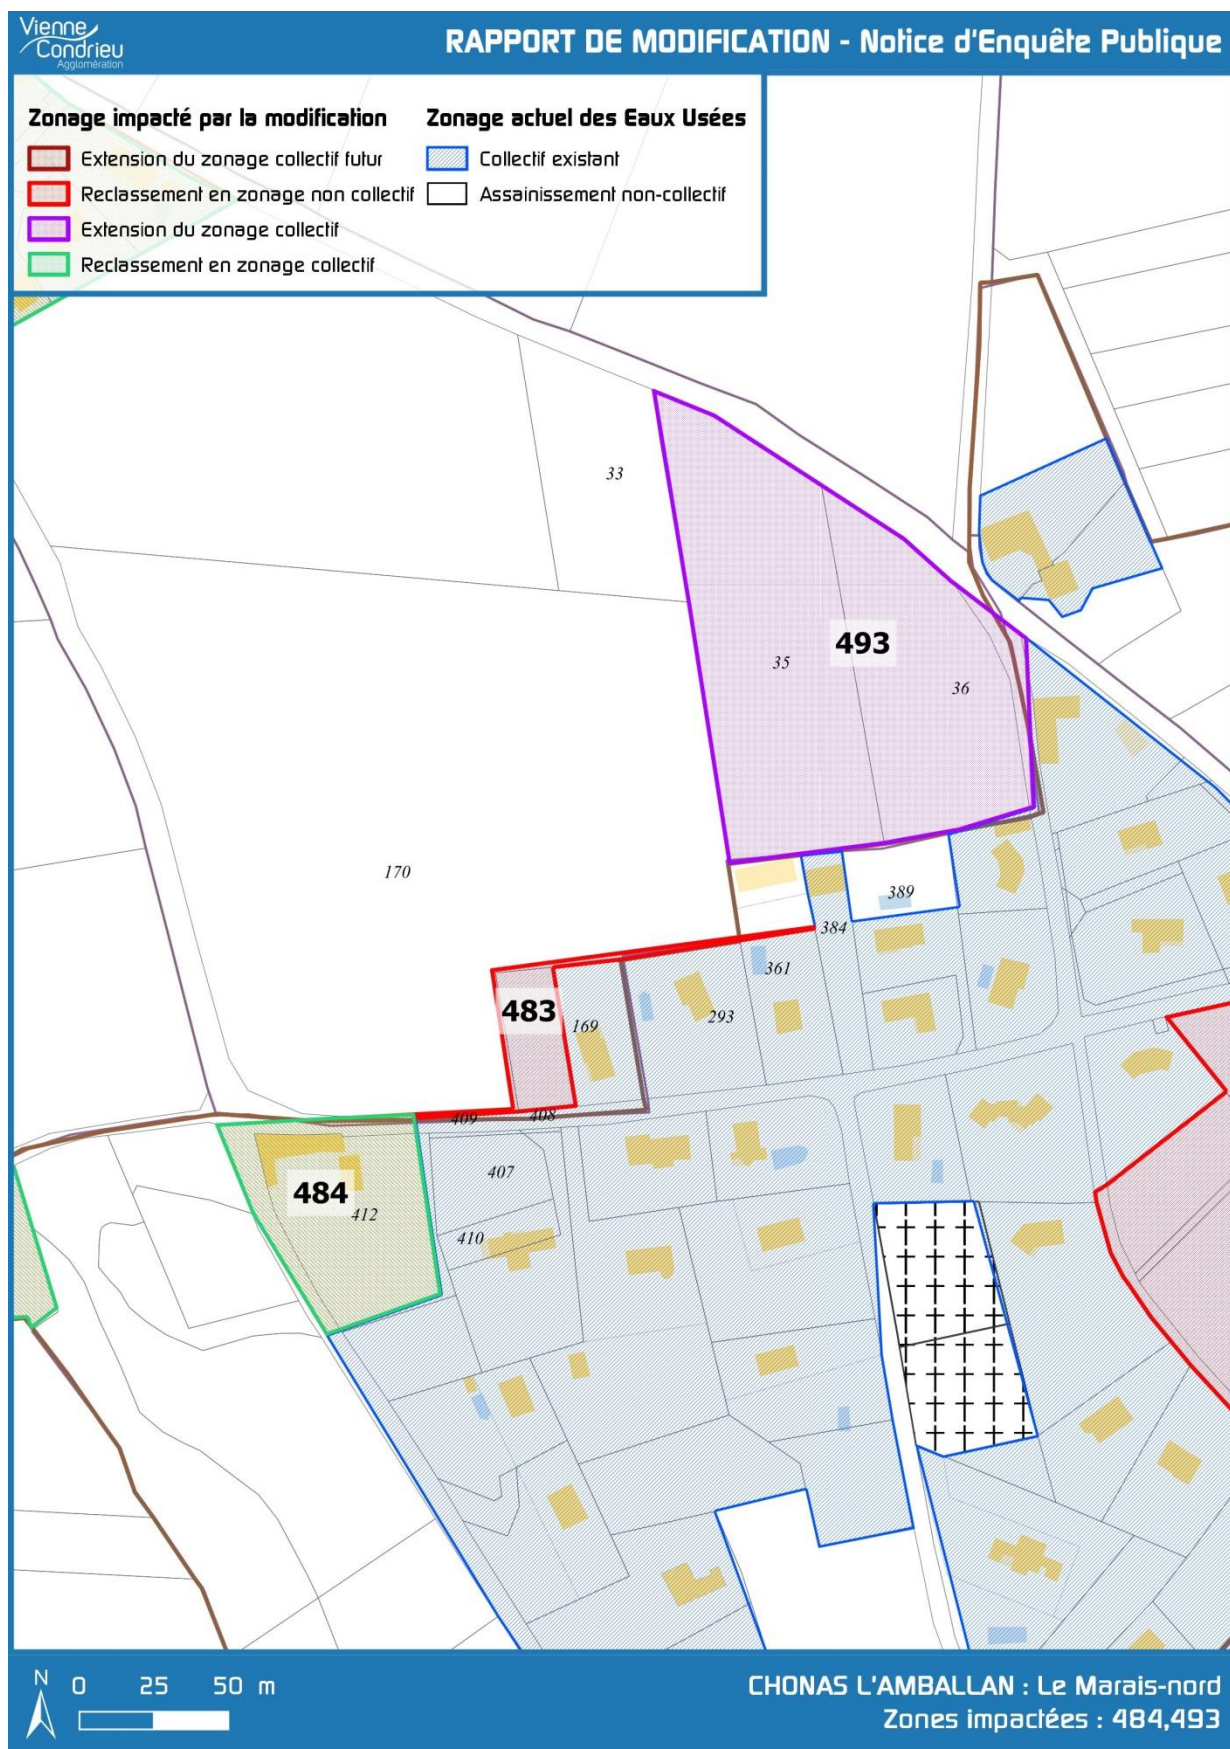 Vienne
Condrieu
Agglomération
RAPPORT DE MODIFICATION - Notice d'Enquête Publique
Zonage impacté par la modification
Extension du zonage collectif futur
Reclassement en zonage non collectif
Extension du zonage collectif
Reclassement en zonage collectif
Zonage actuel des Eaux Usées
Collectif existant
Assainissement non-collectif
33
493
35
36
170
389
384
361
483
169
293
409
408
407
484
412
410
N
0 25 50 m
CHONAS L'AMBALLAN : Le Marais-nord
Zones impactées : 484,493